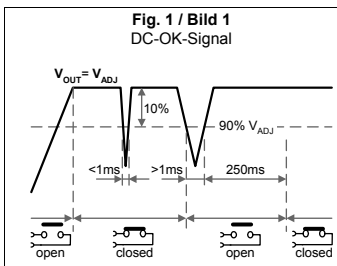 Fig. 1 / Bild 1
DC-OK-Signal
VOUT = VADJ
10%
90% VADJ
<1ms >1ms 250ms
open closed open closed